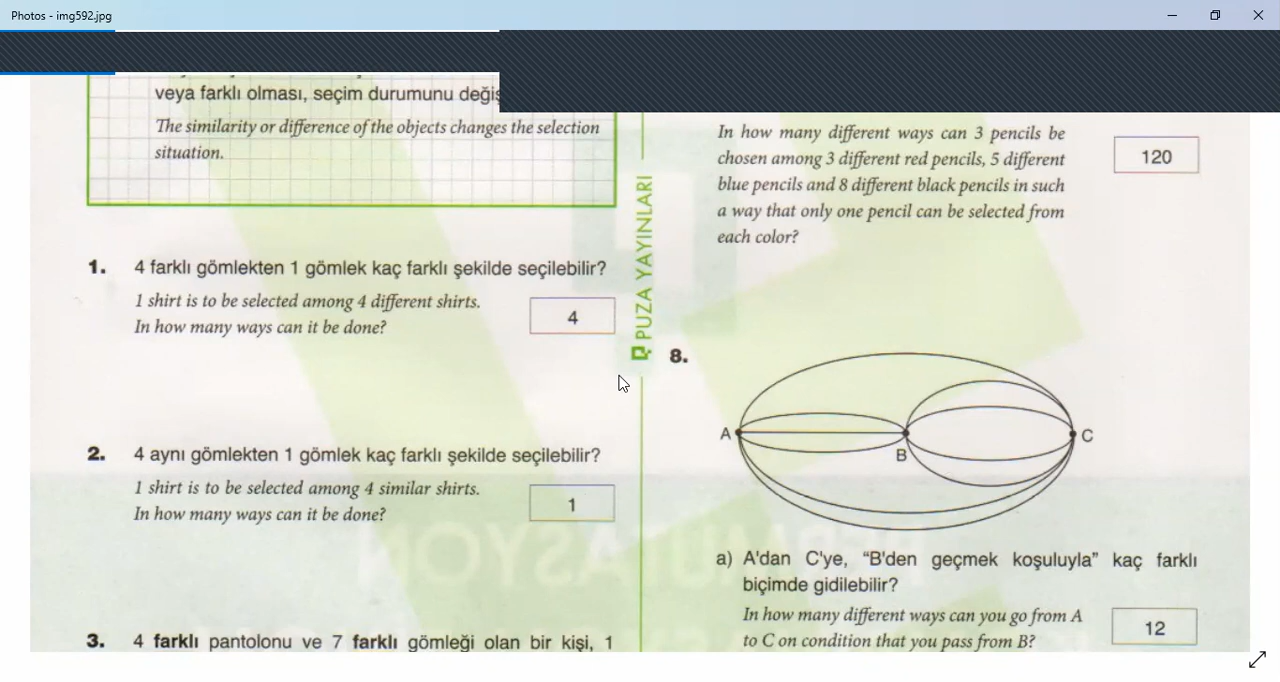 Photos - img592.jpg
veya farklı olması, seçim durumunu değiş
The similarity or difference of the objects changes the selection
situation.
1. 4 farklı gömlekten 1 gömlek kaç farklı şekilde seçilebilir?
1 shirt is to be selected among 4 different shirts.
In how many ways can it be done?
4
2. 4 aynı gömlekten 1 gömlek kaç farklı şekilde seçilebilir?
1 shirt is to be selected among 4 similar shirts.
In how many ways can it be done?
1
3. 4 farklı pantolonu ve 7 farklı gömleği olan bir kişi, 1
PUZA YAYINLARI
In how many different ways can 3 pencils be
chosen among 3 different red pencils, 5 different
blue pencils and 8 different black pencils in such
a way that only one pencil can be selected from
each color?
120
8.
A
B
C
a) A'dan C'ye, “B'den geçmek koşuluyla” kaç farklı
biçimde gidilebilir?
In how many different ways can you go from A
to C on condition that you pass from B?
12